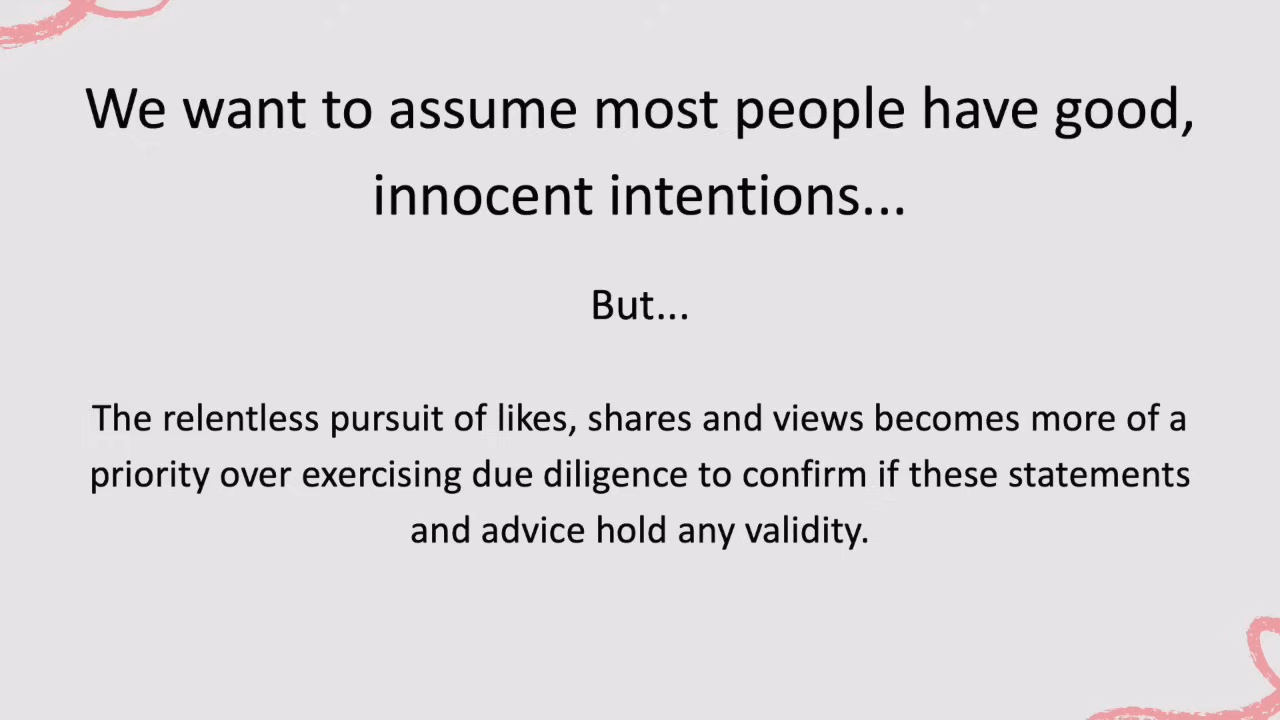 We want to assume most people have good,
innocent intentions...
But...
The relentless pursuit of likes, shares and views becomes more of a
priority over exercising due diligence to confirm if these statements
and advice hold any validity.